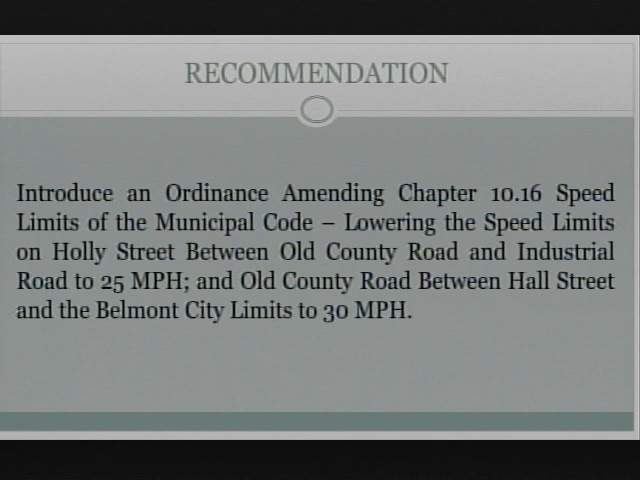 RECOMMENDATION
Introduce an Ordinance Amending Chapter 10.16 Speed
Limits of the Municipal Code – Lowering the Speed Limits
on Holly Street Between Old County Road and Industrial
Road to 25 MPH; and Old County Road Between Hall Street
and the Belmont City Limits to 30 MPH.